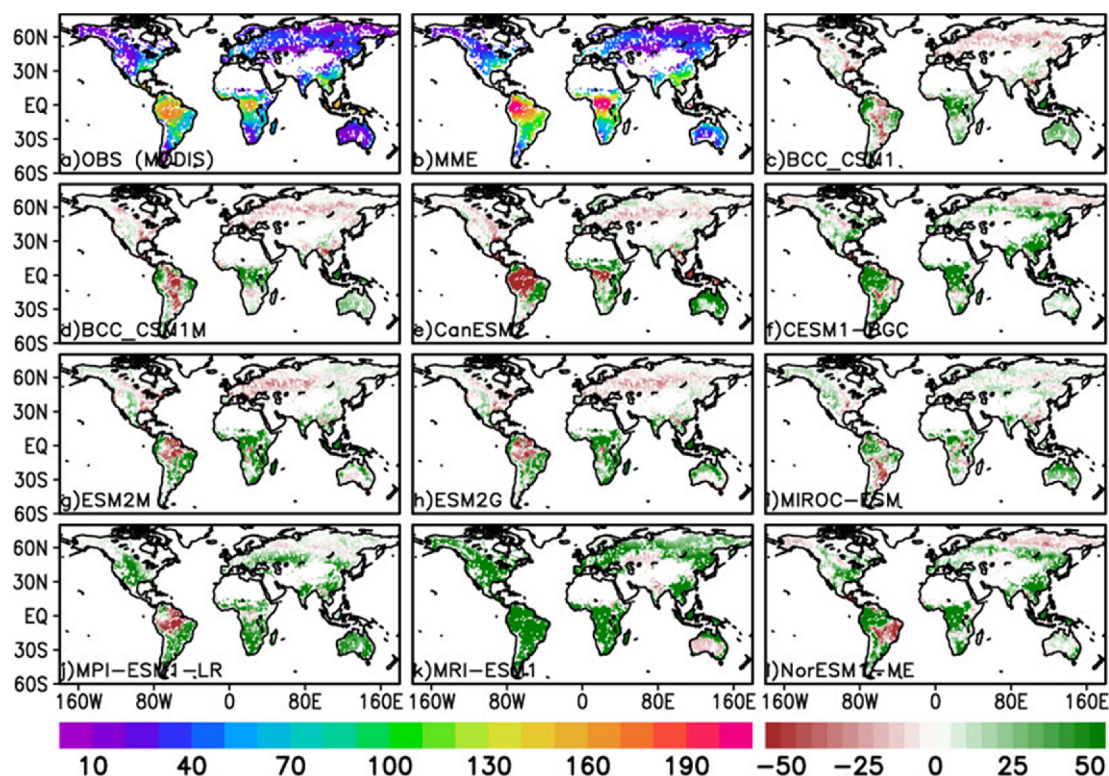 60N
30N
EQ
30S
60S
a)OBS (MODIS)
b)MME
c)BCC_CSM1
60N
30N
EQ
30S
60S
d)BCC_CSM1M
e)CanESM2
f)CESM1-BGC
60N
30N
EQ
30S
60S
g)ESM2M
h)ESM2G
i)MIROC-ESM
60N
30N
EQ
30S
60S
j)MPI-ESM1-LR
k)MRI-ESM1
l)NorESM1-ME
160W 80W 0 80E 160E 160W 80W 0 80E 160E 160W 80W 0 80E 160E
10 40 70 100 130 160 190 -50 -25 0 25 50